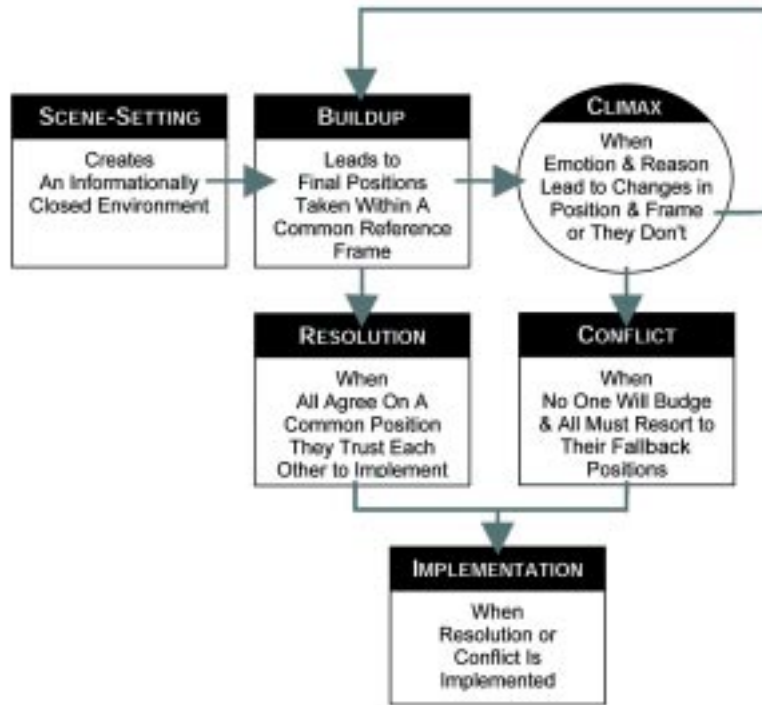 SCENE-SETTING
Creates
An Informationally
Closed Environment
BUILDUP
Leads to
Final Positions
Taken Within A
Common Reference
Frame
CLIMAX
When
Emotion & Reason
Lead to Changes in
Position & Frame
or They Don't
RESOLUTION
When
All Agree On A
Common Position
They Trust Each
Other to Implement
CONFLICT
When
No One Will Budge
& All Must Resort to
Their Fallback
Positions
IMPLEMENTATION
When
Resolution or
Conflict Is
Implemented